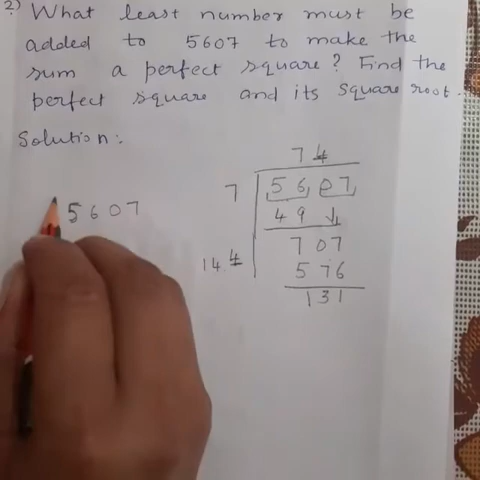 2) What least number must be
added to 5607 to make the
sum a perfect square? Find the
perfect square and its square root.
Solution:
74
7 5607
49
707
144 576
131
5607